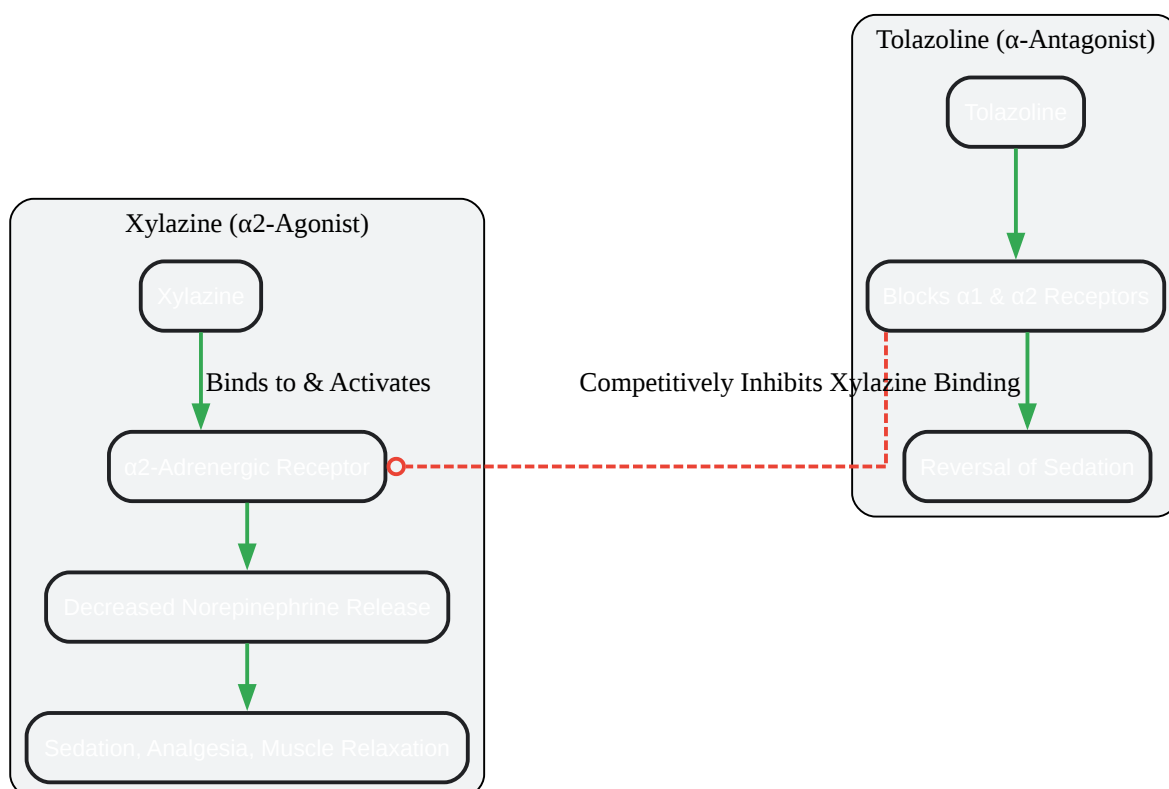 Tolazoline (α-Antagonist)
Tolazoline
Blocks α1 & α2 Receptors
Competitively Inhibits Xylazine Binding
Reversal of Sedation
Xylazine (α2-Agonist)
Xylazine
Binds to & Activates
α2-Adrenergic Receptor
Decreased Norepinephrine Release
Sedation, Analgesia, Muscle Relaxation